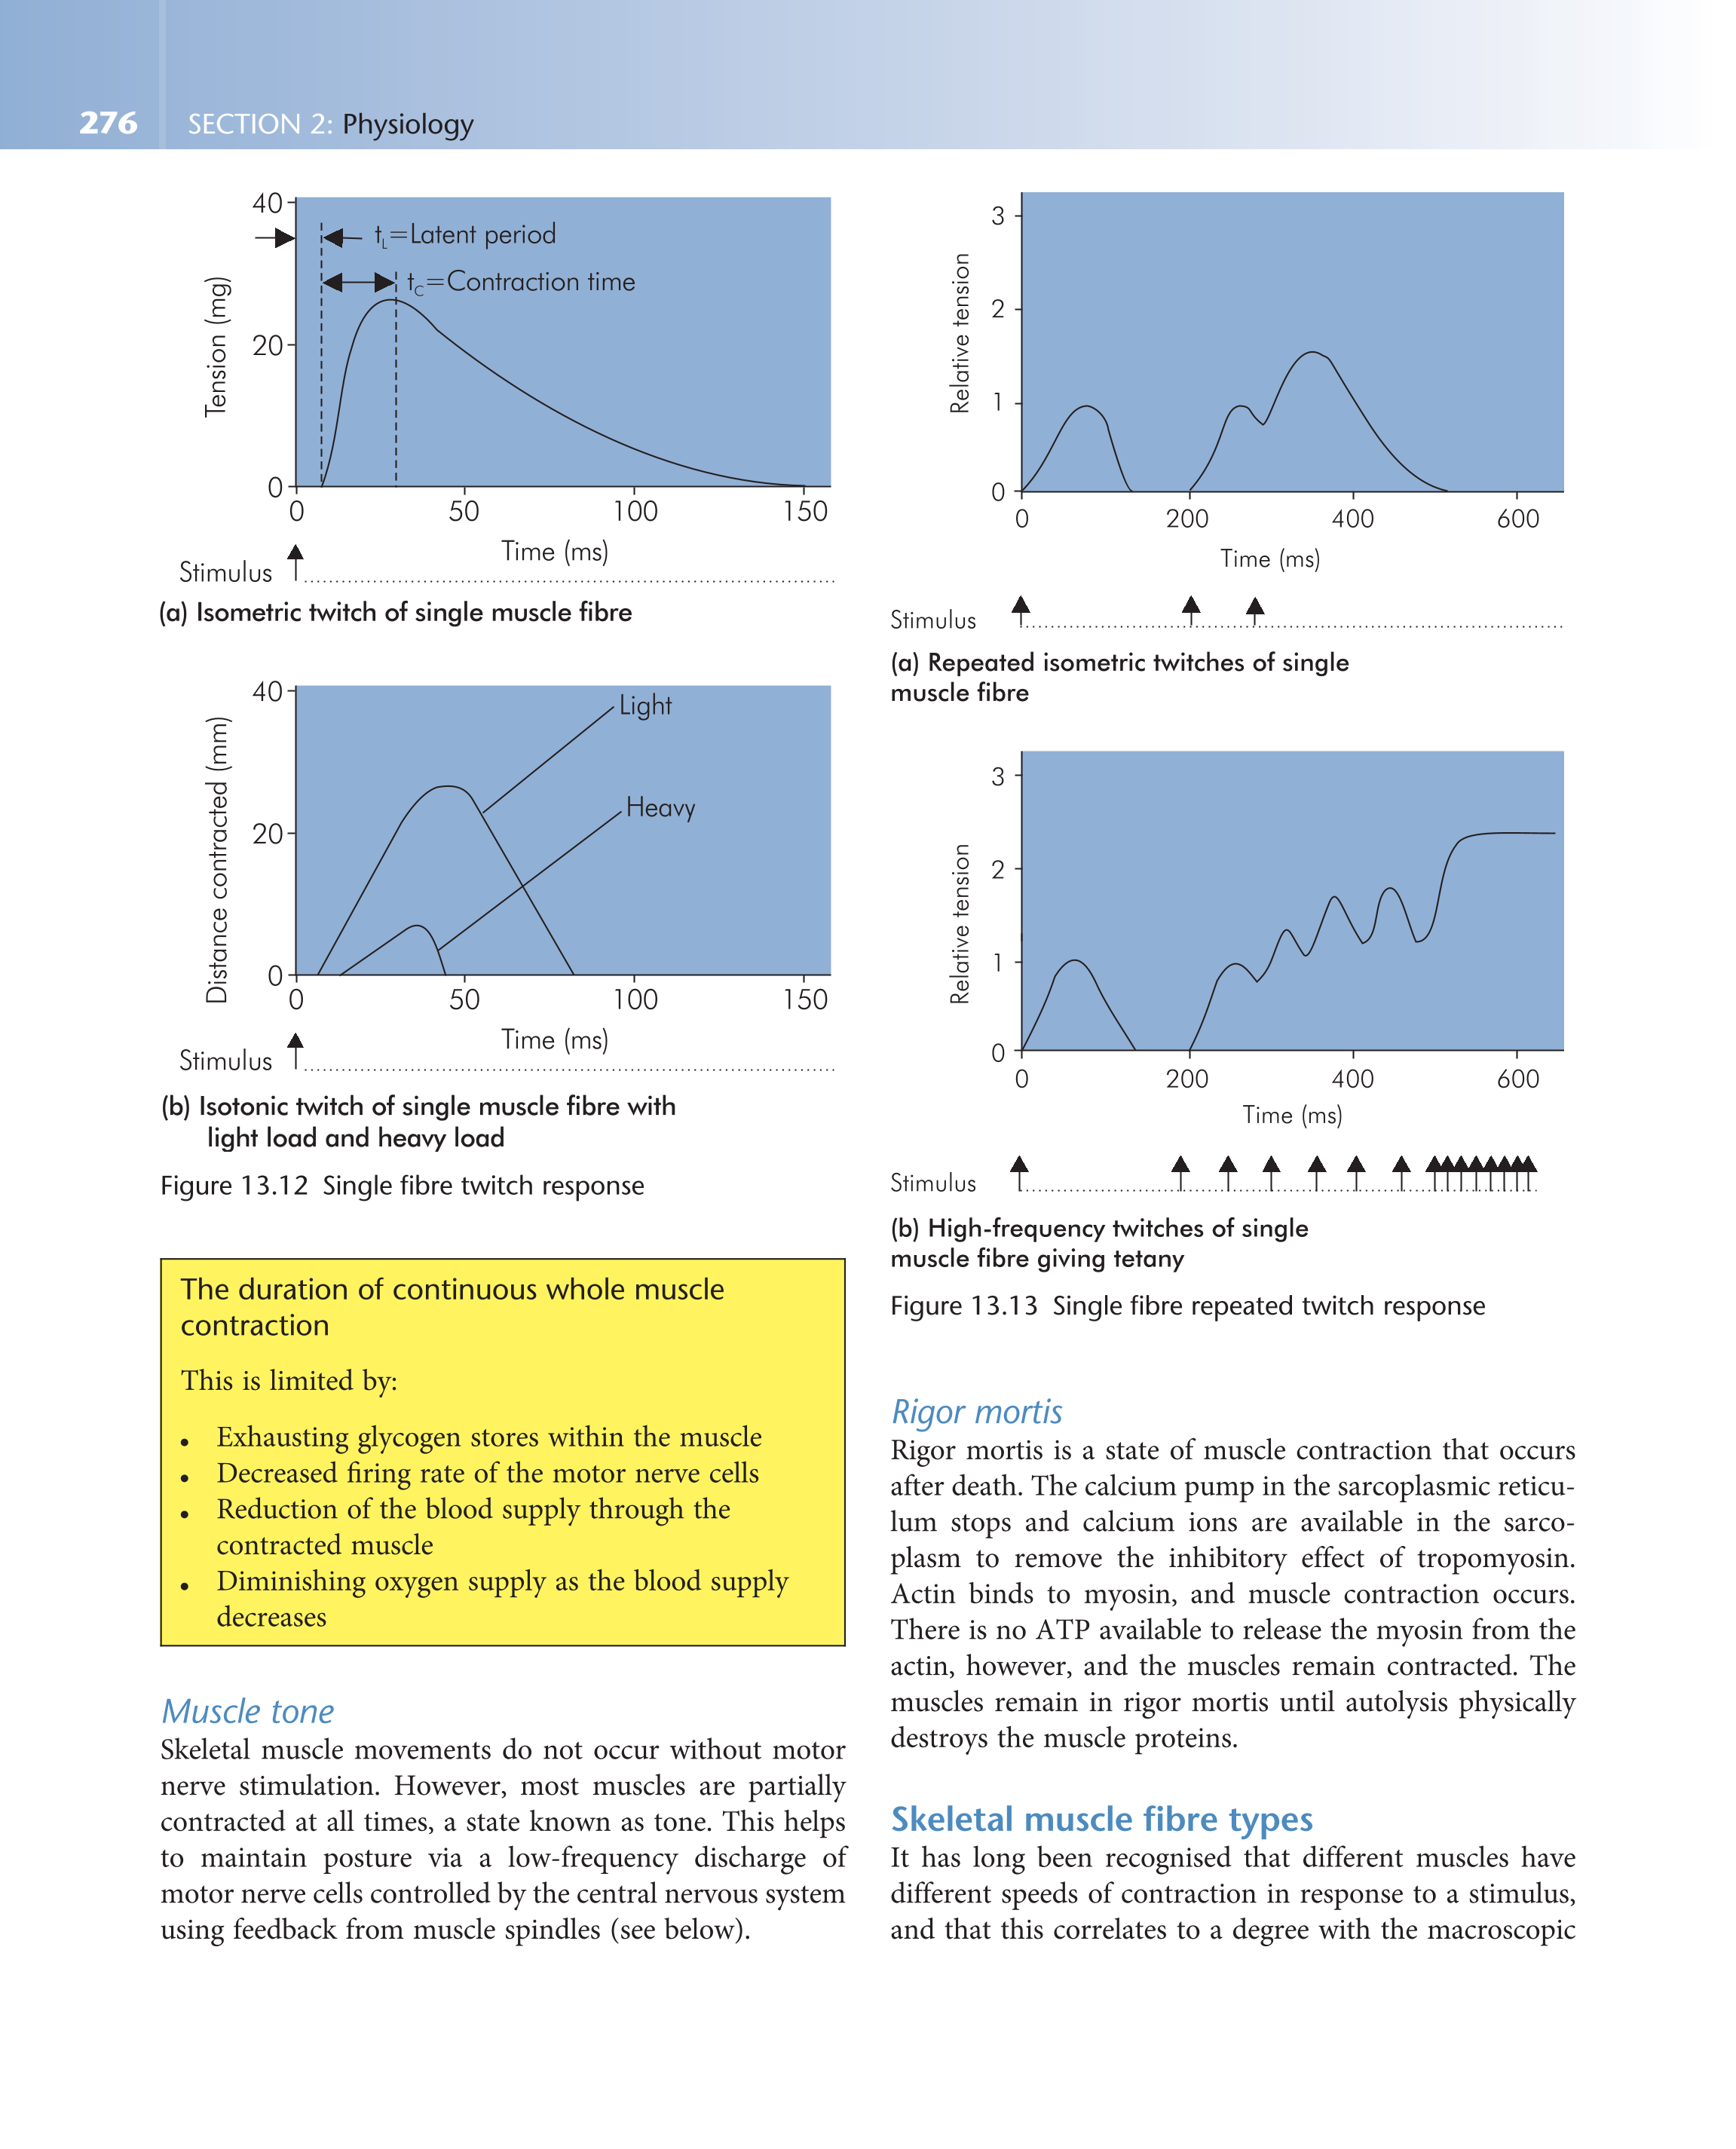 276 SECTION 2: Physiology
40
20
0
Tension (mg)
tL=Latent period
tC=Contraction time
0 50 100 150
Time (ms)
Stimulus
(a) Isometric twitch of single muscle fibre
40
20
0
Distance contracted (mm)
Light
Heavy
0 50 100 150
Time (ms)
Stimulus
(b) Isotonic twitch of single muscle fibre with
light load and heavy load
Figure 13.12 Single fibre twitch response
The duration of continuous whole muscle
contraction
This is limited by:
• Exhausting glycogen stores within the muscle
• Decreased firing rate of the motor nerve cells
• Reduction of the blood supply through the
contracted muscle
• Diminishing oxygen supply as the blood supply
decreases
Muscle tone
Skeletal muscle movements do not occur without motor
nerve stimulation. However, most muscles are partially
contracted at all times, a state known as tone. This helps
to maintain posture via a low-frequency discharge of
motor nerve cells controlled by the central nervous system
using feedback from muscle spindles (see below).
3
2
1
0
Relative tension
0 200 400 600
Time (ms)
Stimulus
(a) Repeated isometric twitches of single
muscle fibre
3
2
1
0
Relative tension
0 200 400 600
Time (ms)
Stimulus
(b) High-frequency twitches of single
muscle fibre giving tetany
Figure 13.13 Single fibre repeated twitch response
Rigor mortis
Rigor mortis is a state of muscle contraction that occurs
after death. The calcium pump in the sarcoplasmic reticu-
lum stops and calcium ions are available in the sarco-
plasm to remove the inhibitory effect of tropomyosin.
Actin binds to myosin, and muscle contraction occurs.
There is no ATP available to release the myosin from the
actin, however, and the muscles remain contracted. The
muscles remain in rigor mortis until autolysis physically
destroys the muscle proteins.
Skeletal muscle fibre types
It has long been recognised that different muscles have
different speeds of contraction in response to a stimulus,
and that this correlates to a degree with the macroscopic